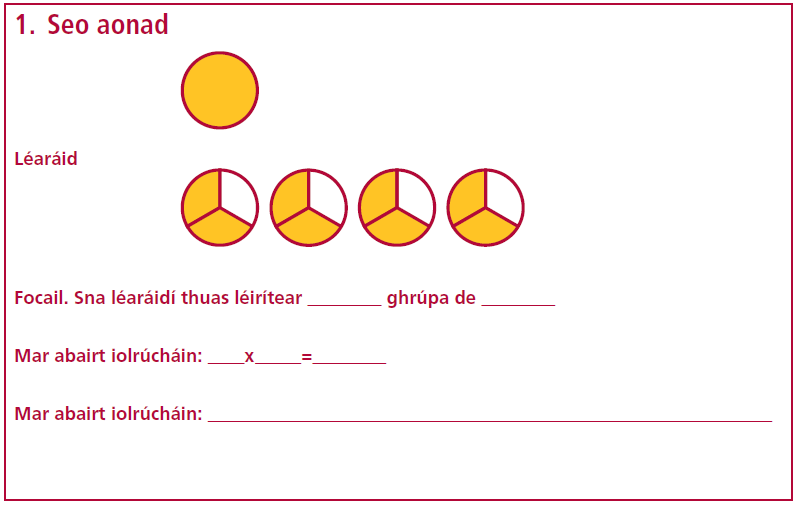 1. Seo aonad
Léaráid
Focail. Sna léaráidí thuas léirítear ________ ghrúpa de ________
Mar abairt iolrúcháin: ____x_____=________
Mar abairt iolrúcháin: ______________________________________________________________